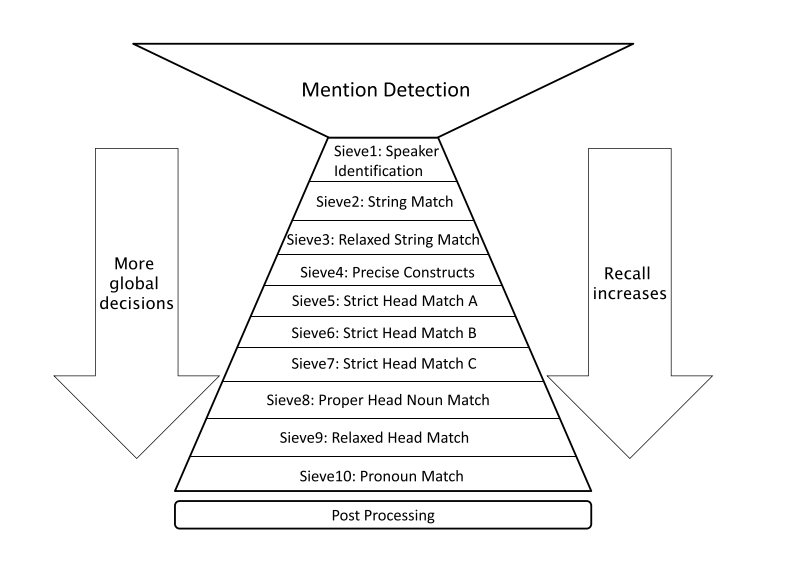 Mention Detection
Sieve1: Speaker
Identification
Sieve2: String Match
Sieve3: Relaxed String Match
Sieve4: Precise Constructs
Sieve5: Strict Head Match A
Sieve6: Strict Head Match B
Sieve7: Strict Head Match C
Sieve8: Proper Head Noun Match
Sieve9: Relaxed Head Match
Sieve10: Pronoun Match
Post Processing
More
global
decisions
Recall
increases